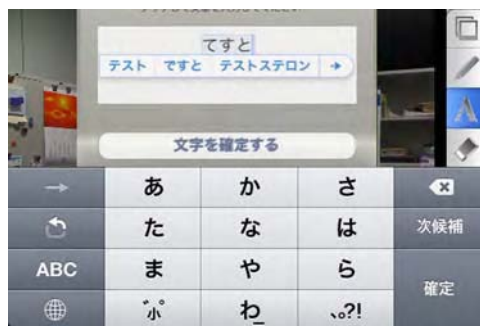 てすと
テスト ですと テストステロン →
文字を確定する
→ あ か さ
た な は 次候補
ABC ま や ら 確定
小 わ_ 、。?!
A